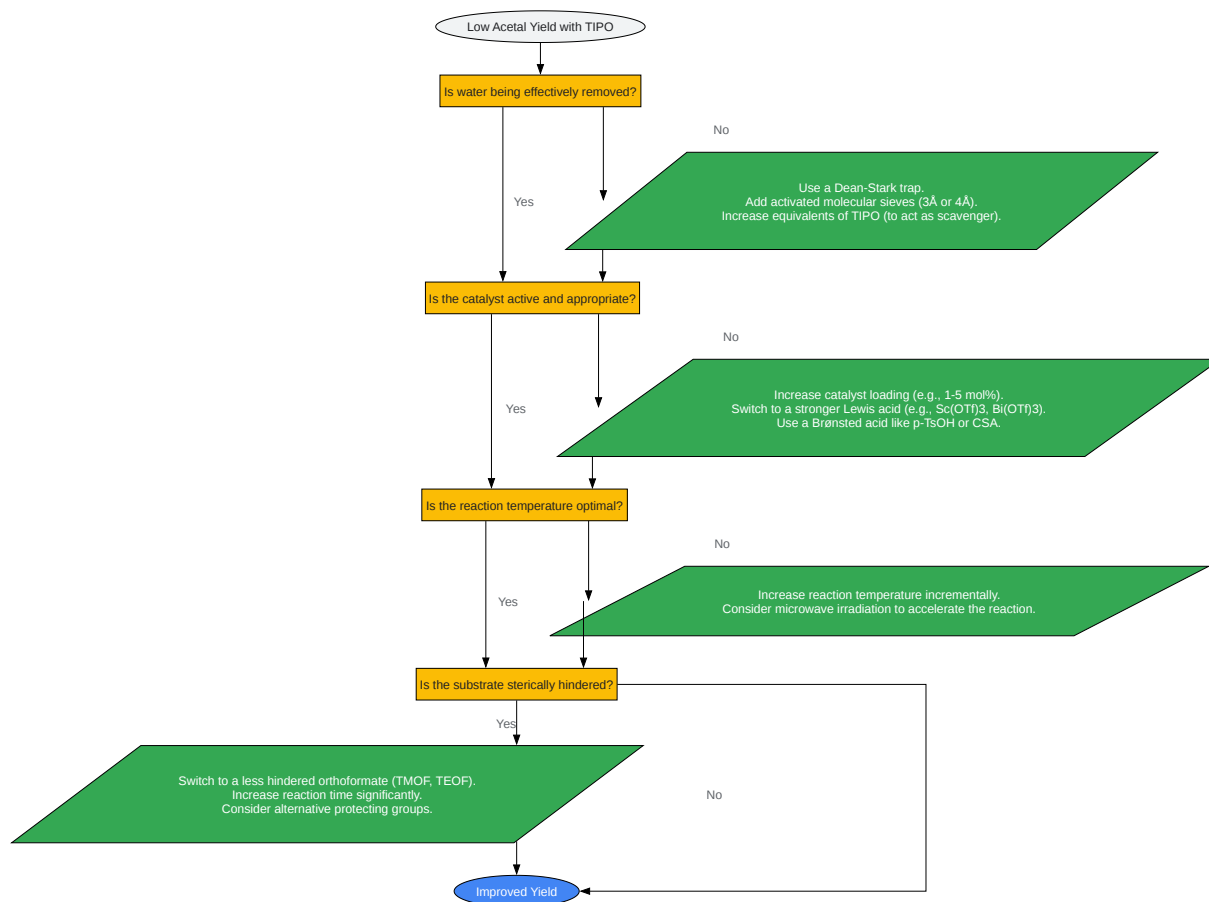 Low Acetal Yield with TIPO
Is water being effectively removed?
No
Use a Dean-Stark trap.
Add activated molecular sieves (3Å or 4Å).
Increase equivalents of TIPO (to act as scavenger).
Yes
Is the catalyst active and appropriate?
No
Increase catalyst loading (e.g., 1-5 mol%).
Switch to a stronger Lewis acid (e.g., Sc(OTf)3, Bi(OTf)3).
Use a Brønsted acid like p-TsOH or CSA.
Yes
Is the reaction temperature optimal?
No
Increase reaction temperature incrementally.
Consider microwave irradiation to accelerate the reaction.
Yes
Is the substrate sterically hindered?
Yes
Switch to a less hindered orthoformate (TMOF, TEOF).
Increase reaction time significantly.
Consider alternative protecting groups.
No
Improved Yield